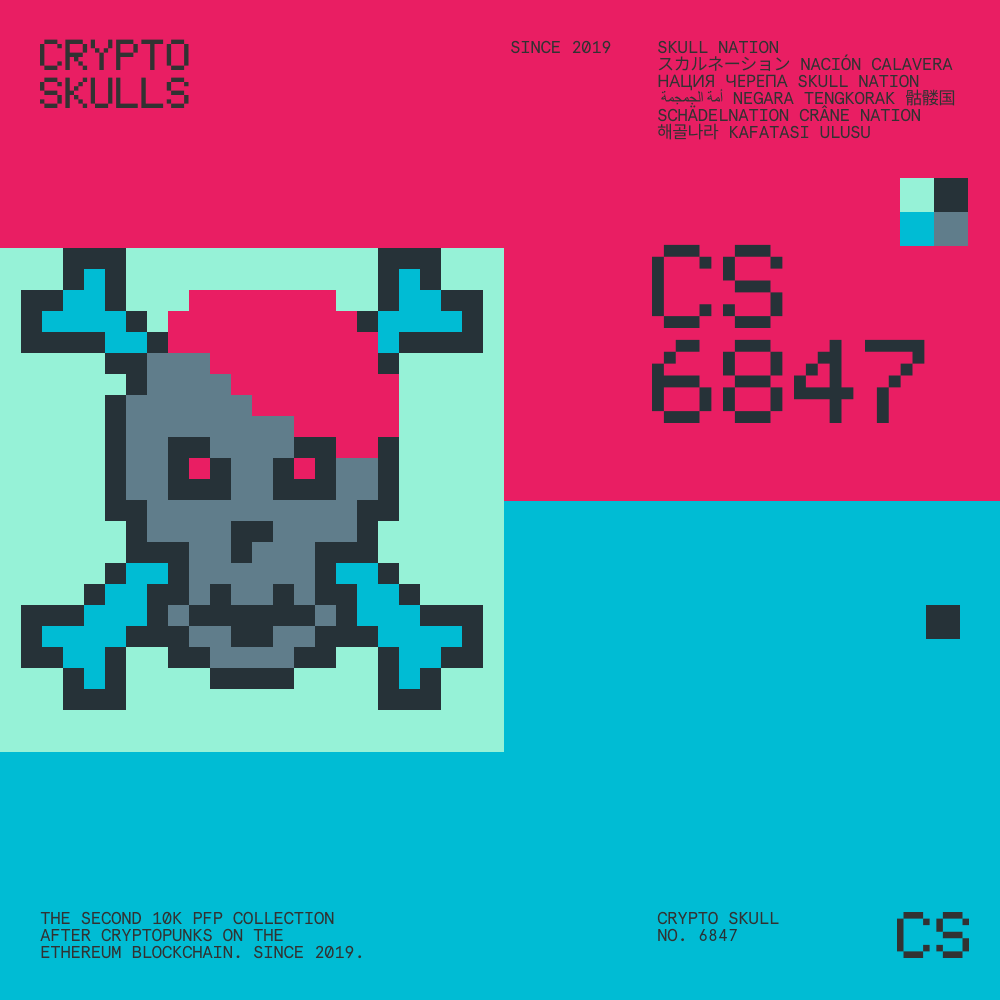 CRYPTO
SKULLS
SINCE 2019
SKULL NATION
スカルネーション NACIÓN CALAVERA
НАЦИЯ ЧЕРЕПА SKULL NATION
أمة الجمجمة NEGARA TENGKORAK 骷髅国
SCHÄDELNATION CRÂNE NATION
해골나라 KAFATASI ULUSU
CS
6847
THE SECOND 10K PFP COLLECTION
AFTER CRYPTOPUNKS ON THE
ETHEREUM BLOCKCHAIN. SINCE 2019.
CRYPTO SKULL
NO. 6847
CS